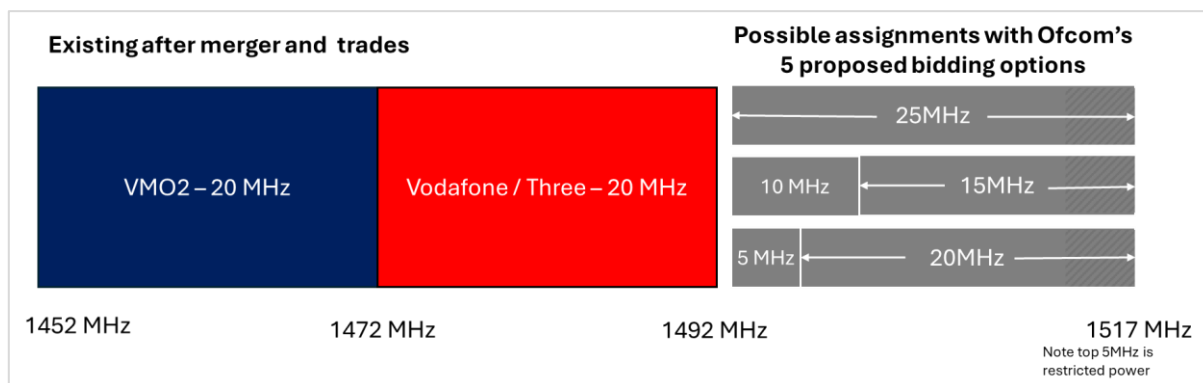 Existing after merger and trades
Possible assignments with Ofcom's
5 proposed bidding options
VMO2 – 20 MHz
Vodafone / Three – 20 MHz
25MHz
10 MHz
15MHz
5 MHz
20MHz
1452 MHz
1472 MHz
1492 MHz
1517 MHz
Note top 5MHz is
restricted power